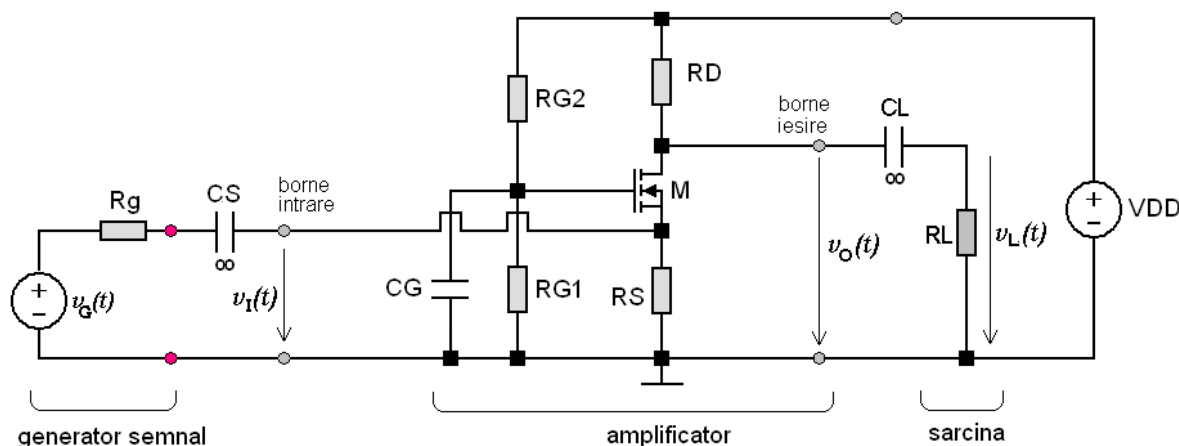 RD
RG2
borne
iesire
CL
∞
M
Rg
CS
∞
borne
intrare
VDD
RL
vL(t)
vO(t)
vG(t)
vI(t)
CG
RG1
RS
generator semnal
amplificator
sarcina